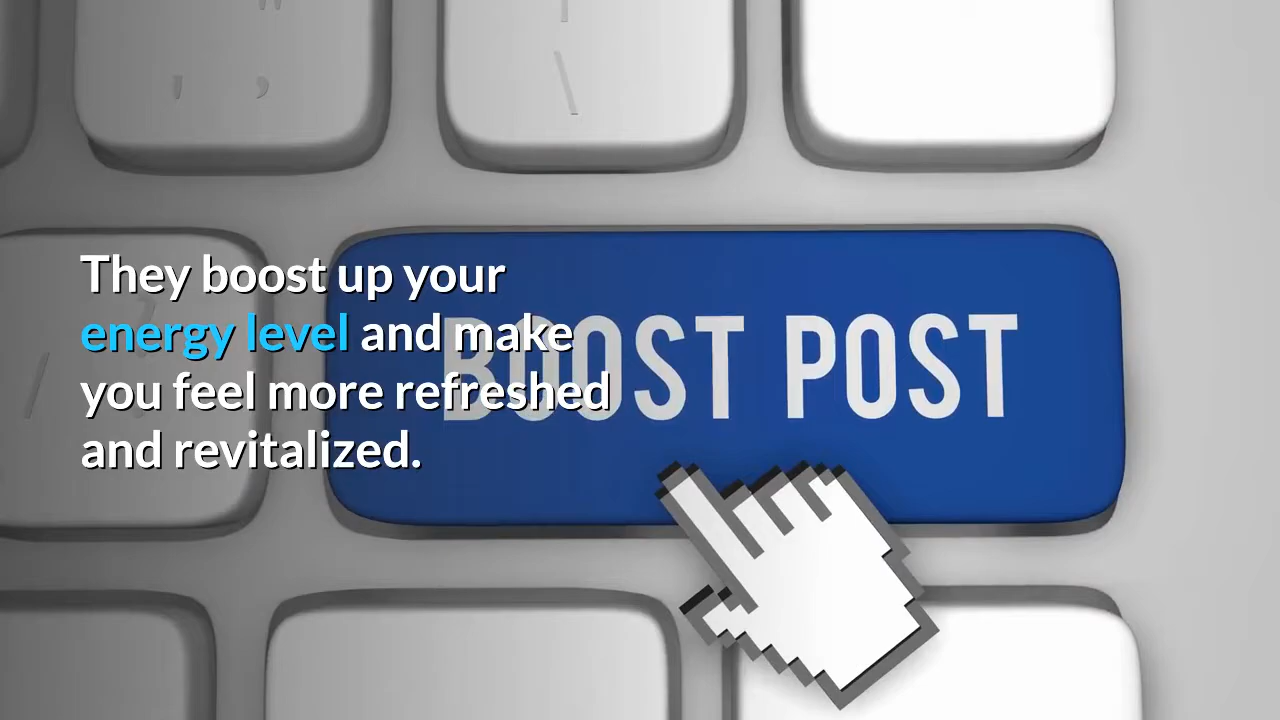 They boost up your
energy level and make
you feel more refreshed
and revitalized.
BOOST POST
" |
' , \
/ ?